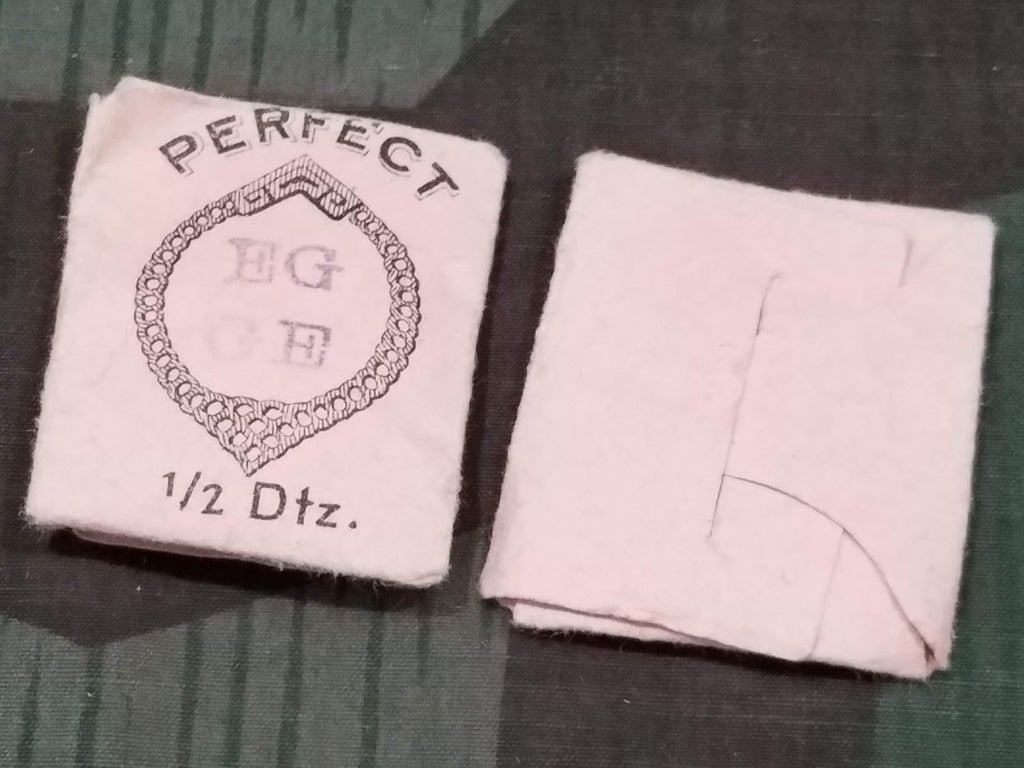 PERFECT
EG
GE
1/2 Dtz.